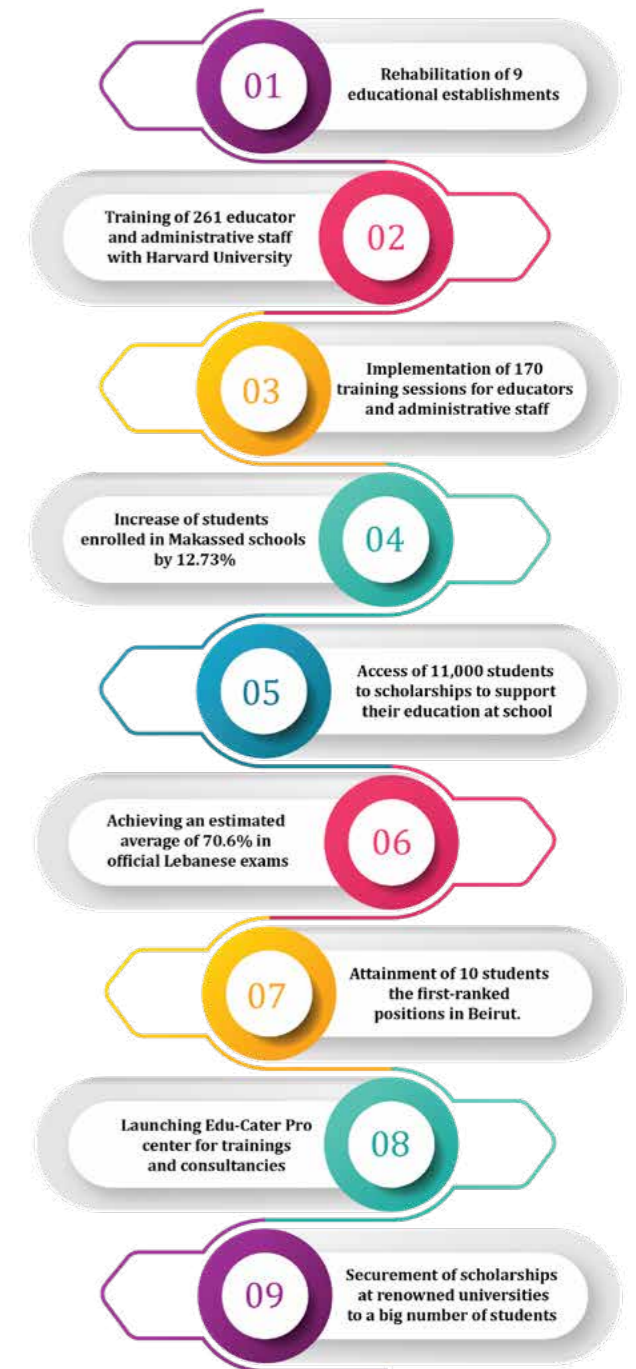 01
Rehabilitation of 9
educational establishments
Training of 261 educator
and administrative staff
with Harvard University
02
03
Implementation of 170
training sessions for educators
and administrative staff
Increase of students
enrolled in Makassed schools
by 12.73%
04
05
Access of 11,000 students
to scholarships to support
their education at school
Achieving an estimated
average of 70.6% in
official Lebanese exams
06
07
Attainment of 10 students
the first-ranked
positions in Beirut.
Launching Edu-Cater Pro
center for trainings
and consultancies
08
09
Securement of scholarships
at renowned universities
to a big number of students